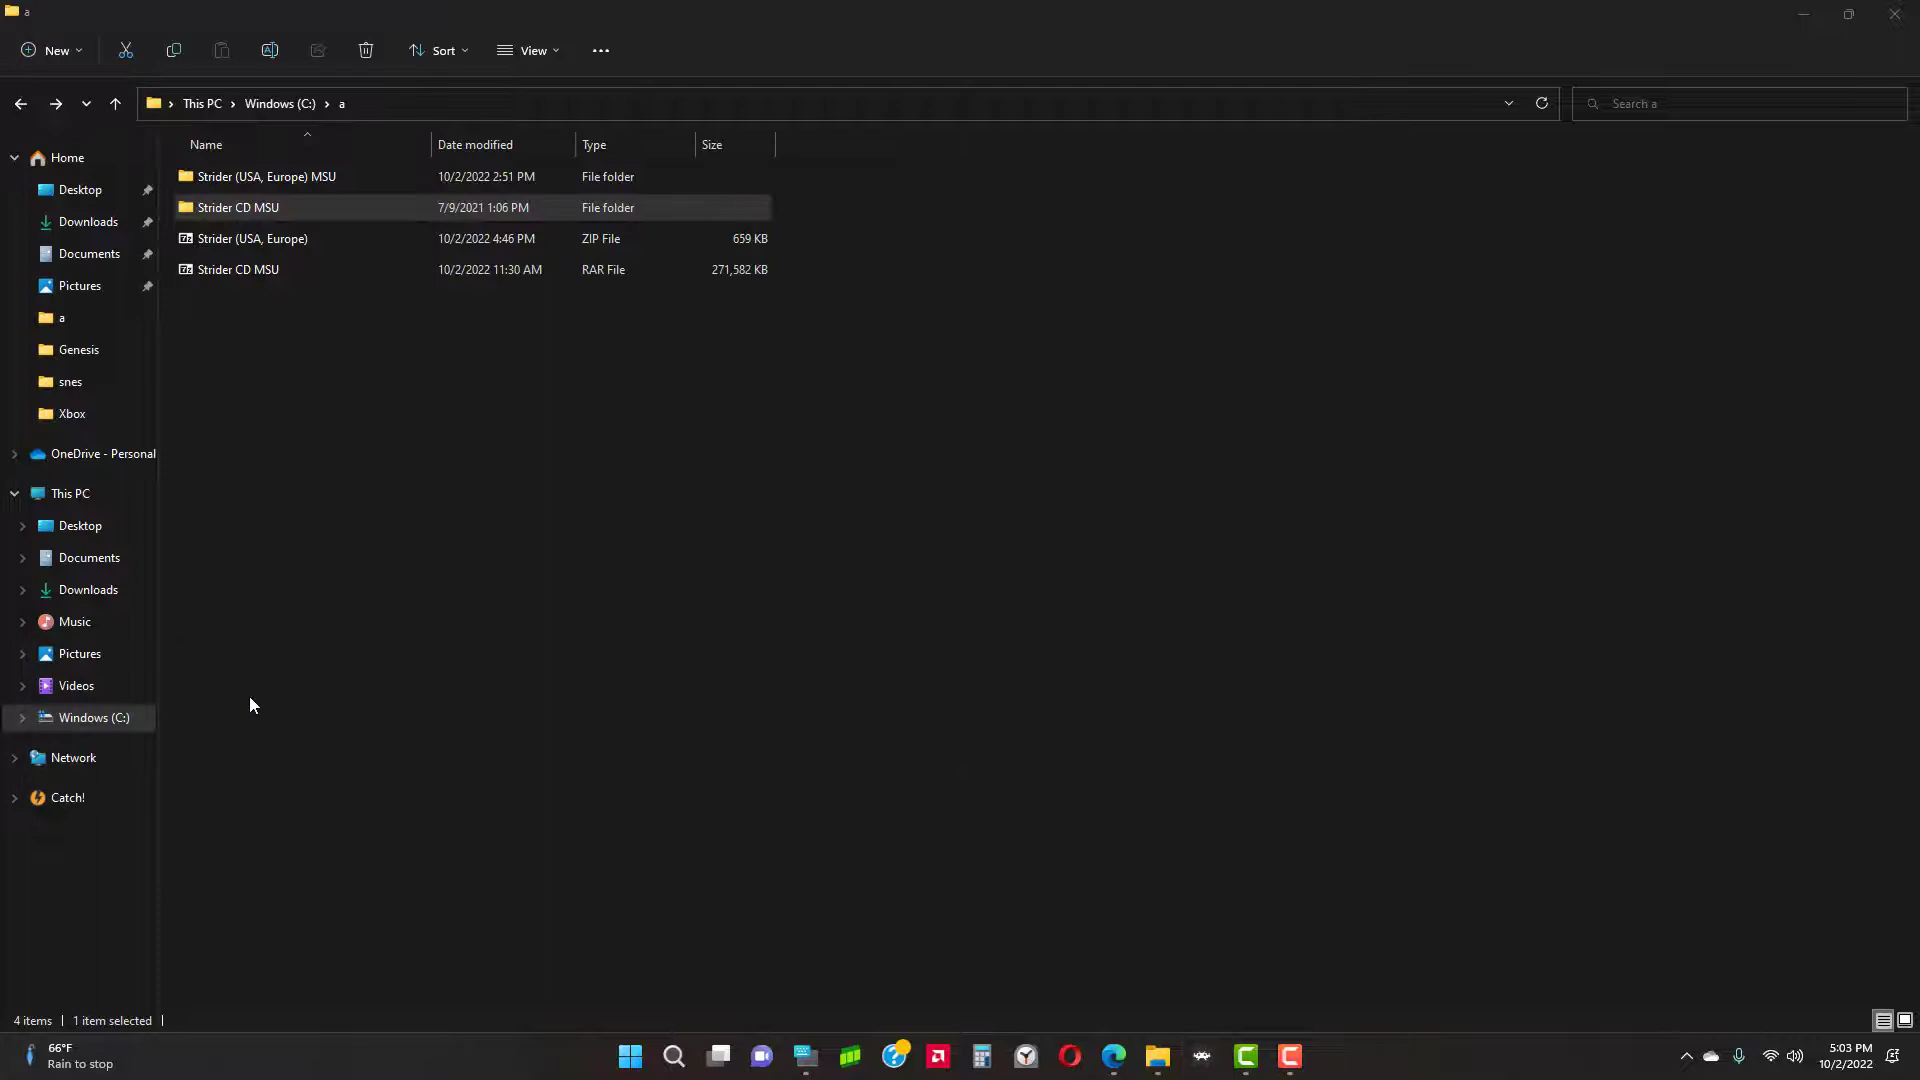 a
New
Sort
View
This PC
Windows (C:)
a
Search a
Name
Date modified
Type
Size
Strider (USA, Europe) MSU
10/2/2022 2:51 PM
File folder
Strider CD MSU
7/9/2021 1:06 PM
File folder
Strider (USA, Europe)
10/2/2022 4:46 PM
ZIP File
659 KB
Strider CD MSU
10/2/2022 11:30 AM
RAR File
271,582 KB
Home
Desktop
Downloads
Documents
Pictures
a
Genesis
snes
Xbox
OneDrive - Personal
This PC
Desktop
Documents
Downloads
Music
Pictures
Videos
Windows (C:)
Network
Catch!
4 items
1 item selected
66°F
Rain to stop
5:03 PM
10/2/2022